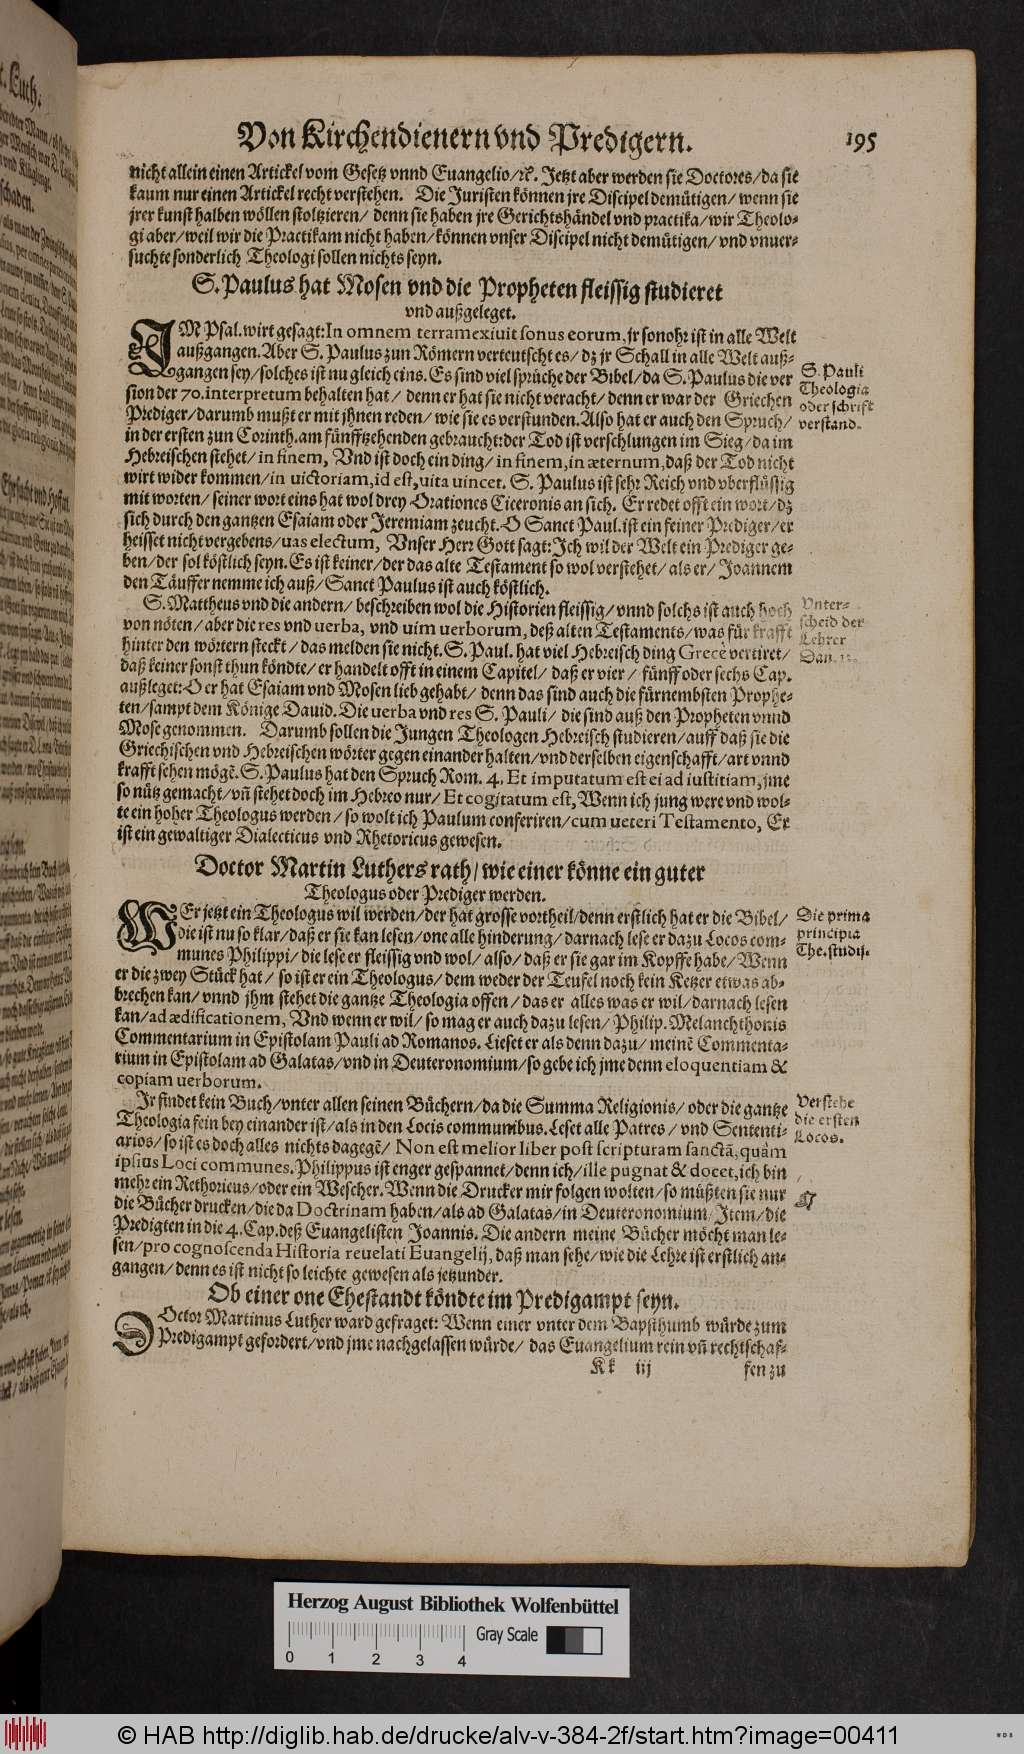 Von Kirchendienern vnd Predigern. 195
nicht allein einen Artickel vom Gesetz vnnd Euangelio/ꝛc̃. Jetzt aber werden sie Doctores/da sie
kaum nur einen Artickel recht verstehen. Die Juristen können jre Discipel demütigen/wenn sie
jrer kunst halben wöllen stoltzieren/ denn sie haben jre Gerichtshändel vnd practika/wir Theolo-
gi aber/weil wir die Practikam nicht haben/können vnser Discipel nicht demütigen/ vnd vnuer-
suchte sonderlich Theologi sollen nichts seyn.
S. Paulus hat Mosen vnd die Propheten fleissig studieret
vnd außgeleget.
IM Psal. wirt gesagt: In omnem terram exiuit sonus eorum, jr sonohr ist in alle Welt
außgangen. Aber S. Paulus zun Römern verteutscht es/ dz jr Schall in alle Welt auß-
gangen sey/solches ist nu gleich eins. Es sind viel sprüche der Bibel/da S. Paulus die ver
sion der 70. interpretum behalten hat/ denn er hat sie nicht veracht/ denn er war der Griechen
Prediger/darumb mußt er mit jhnen reden/ wie sie es verstunden. Also hat er auch den Spruch/
in der ersten zun Corinth. am fünfftzehenden gebraucht: der Tod ist verschlungen im Sieg/da im
Hebreischen stehet/ in finem, Vnd ist doch ein ding/ in finem, in æternum, daß der Tod nicht
wirt wider kommen/ in uictoriam, id est, uita uincet. S. Paulus ist sehr Reich vnd vberflüssig
mit worten/ seiner wort eins hat wol drey Orationes Ciceronis an sich. Er redet offt ein wort/dz
sich durch den gantzen Esaiam oder Jeremiam zeucht. O Sanct Paul. ist ein feiner Prediger/er
heisset nicht vergebens/uas electum, Vnser Herr Gott sagt: Ich wil der Welt ein Prediger ge-
ben/der sol köstlich seyn. Es ist keiner/der das alte Testament so wol verstehet/als er/ Joannem
den Täuffer nemme ich auß/ Sanct Paulus ist auch köstlich.
S. Pauli
Theologia
oder schrift
verstand.
S. Mattheus vnd die andern/ beschreiben wol die Historien fleissig/ vnnd solchs ist auch hoch
von nöten/ aber die res vnd uerba, vnd uim uerborum, deß alten Testaments/was für krafft
hinter den wörtern steckt/ das melden sie nicht. S. Paul. hat viel Hebreisch ding Grecè vertiret/
daß keiner sonst thun köndte/er handelt offt in einem Capitel/ daß er vier/ fünff oder sechs Cap.
außleget: O er hat Esaiam vnd Mosen lieb gehabt/ denn das sind auch die fürnembsten Prophe-
ten/sampt dem Könige Dauid. Die uerba vnd res S. Pauli/ die sind auß den Propheten vnnd
Mose genommen. Darumb sollen die Jungen Theologen Hebreisch studieren/auff daß sie die
Griechischen vnd Hebreischen wörter gegen einander halten/vnd derselben eigenschafft/art vnnd
krafft sehen mögẽ. S. Paulus hat den Spruch Rom. 4. Et imputatum est ei ad iustitiam, jme
so nütz gemacht/vñ stehet doch im Hebreo nur/ Et cogitatum est, Wenn ich jung were vnd wol-
te ein hoher Theologus werden/ so wolt ich Paulum conferiren/cum ueteri Testamento, Er
ist ein gewaltiger Dialecticus vnd Rhetoricus gewesen.
Vnter-
scheid der
Lehrer
Doctor Martin Luthers rath/ wie einer könne ein guter
Theologus oder Prediger werden.
WEr jetzt ein Theologus wil werden/der hat grosse vortheil/denn erstlich hat er die Bibel/
die ist nu so klar/daß er sie kan lesen/one alle hinderung/darnach lese er dazu Locos com-
munes Philippi/die lese er fleissig vnd wol/also/daß er sie gar im Kopffe habe/Wenn
er die zwey Stück hat/ so ist er ein Theologus/ dem weder der Teufel noch kein Ketzer etwas ab-
brechen kan/vnnd jhm stehet die gantze Theologia offen/das er alles was er wil/darnach lesen
kan/ad ædificationem, Vnd wenn er wil/so mag er auch dazu lesen/ Philip. Melanchthonis
Commentarium in Epistolam Pauli ad Romanos. Lieset er als denn dazu/ meinẽ Commenta-
rium in Epistolam ad Galatas/vnd in Deuteronomium/so gebe ich jme denn eloquentiam &
copiam uerborum.
Die prima
principia
The. studij.
Jr findet kein Buch/vnter allen seinen Büchern/da die Summa Religionis/ oder die gantze
Theologia fein bey einander ist/als in den Locis communibus. Leset alle Patres/ vnd Sententi-
arios/so ist es doch alles nichts dagegẽ/ Non est melior liber post scripturam sanctã, quàm
ipsius Loci communes. Philippus ist enger gespannet/denn ich/ille pugnat & docet, ich bin
mehr ein Rethoricus/oder ein Wescher. Wenn die Drucker mir folgen wolten/so müßten sie nur
die Bücher drucken/die da Doctrinam haben/als ad Galatas/in Deuteronomium/Item/die
Predigten in die 4. Cap. deß Euangelisten Joannis. Die andern meine Bücher möcht man le-
sen/pro cognoscenda Historia reuelati Euangelij, daß man sehe/wie die Lehre ist erstlich an-
gangen/denn es ist nicht so leichte gewesen als jetzunder.
Verstehe
die ersten
Locos.
Ob einer one Ehestandt köndte im Predigampt seyn.
DOctor Martinus Luther ward gefraget: Wenn einer vnter dem Bapsthumb würde zum
Predigampt gefordert/vnd jme nachgelassen würde/ das Euangelium rein vñ rechtschaf-
Kk iij fen zu
Herzog August Bibliothek Wolfenbüttel
Gray Scale
0 1 2 3 4
© HAB http://diglib.hab.de/drucke/alv-v-384-2f/start.htm?image=00411